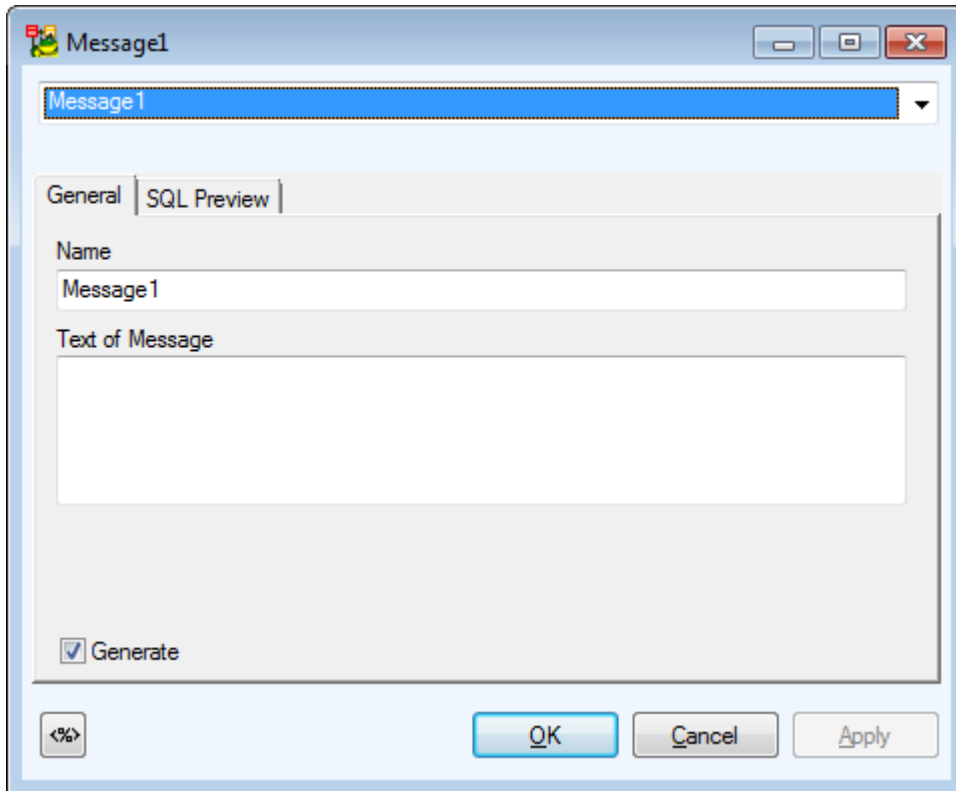 Message1
Message1
General SQL Preview
Name
Message1
Text of Message
Generate
<%> OK Cancel Apply